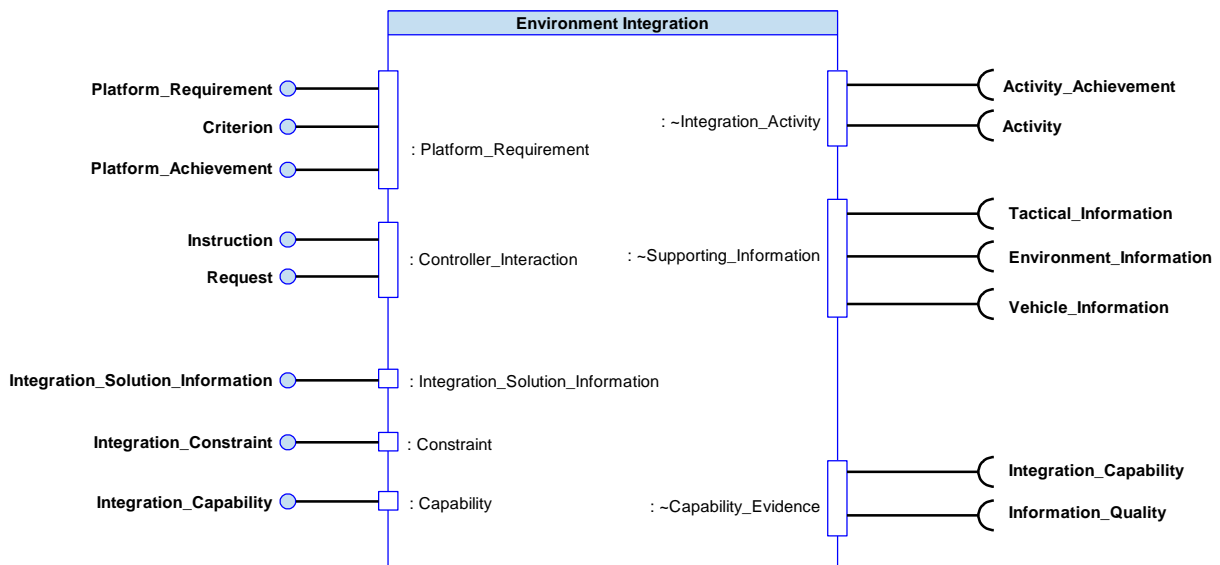 Environment Integration
Platform_Requirement
Criterion
Platform_Achievement
: Platform_Requirement
Instruction
Request
: Controller_Interaction
Integration_Solution_Information
: Integration_Solution_Information
Integration_Constraint
: Constraint
Integration_Capability
: Capability
: ~Integration_Activity
Activity_Achievement
Activity
: ~Supporting_Information
Tactical_Information
Environment_Information
Vehicle_Information
: ~Capability_Evidence
Integration_Capability
Information_Quality